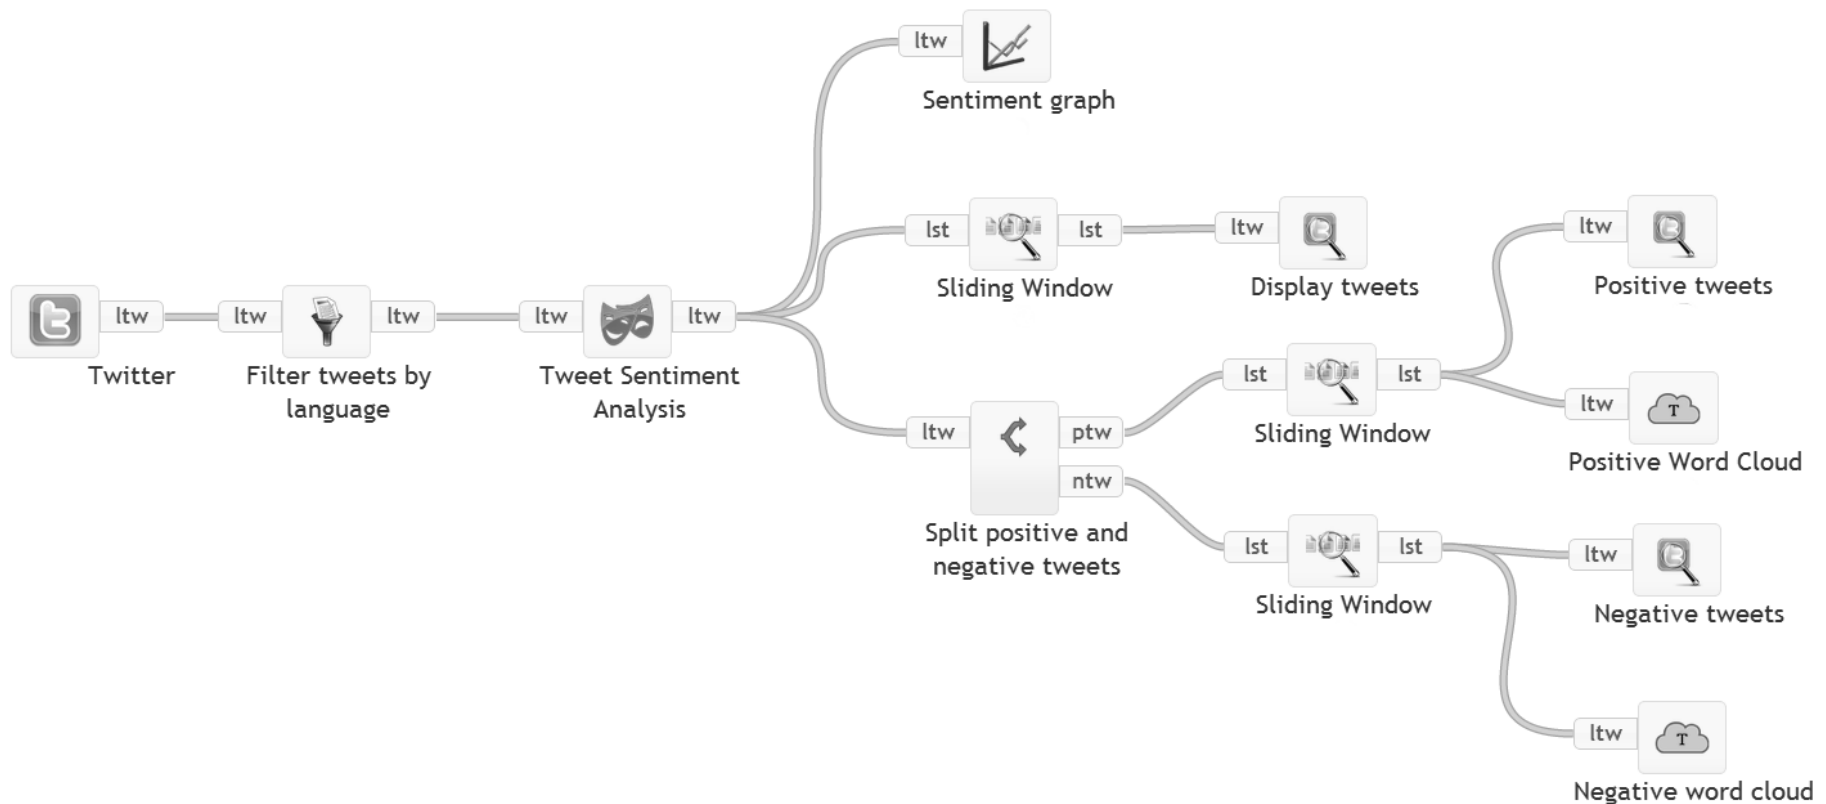 ltw
Sentiment graph
lst lst ltw
Sliding Window
Display tweets
ltw
Positive tweets
ltw ltw ltw ltw ltw
Twitter
Filter tweets by
language
Tweet Sentiment
Analysis
ltw ptw
ntw
Split positive and
negative tweets
lst lst
Sliding Window
ltw
Positive Word Cloud
lst lst
Sliding Window
ltw
Negative tweets
ltw
Negative word cloud
T
T